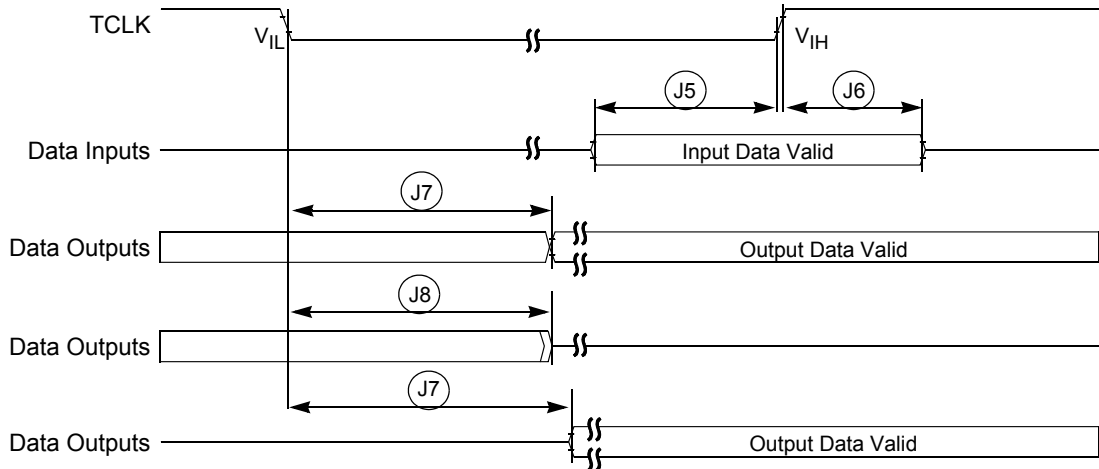 TCLK
VIL
VIH
J5
J6
Data Inputs
Input Data Valid
J7
Data Outputs
Output Data Valid
J8
Data Outputs
J7
Data Outputs
Output Data Valid